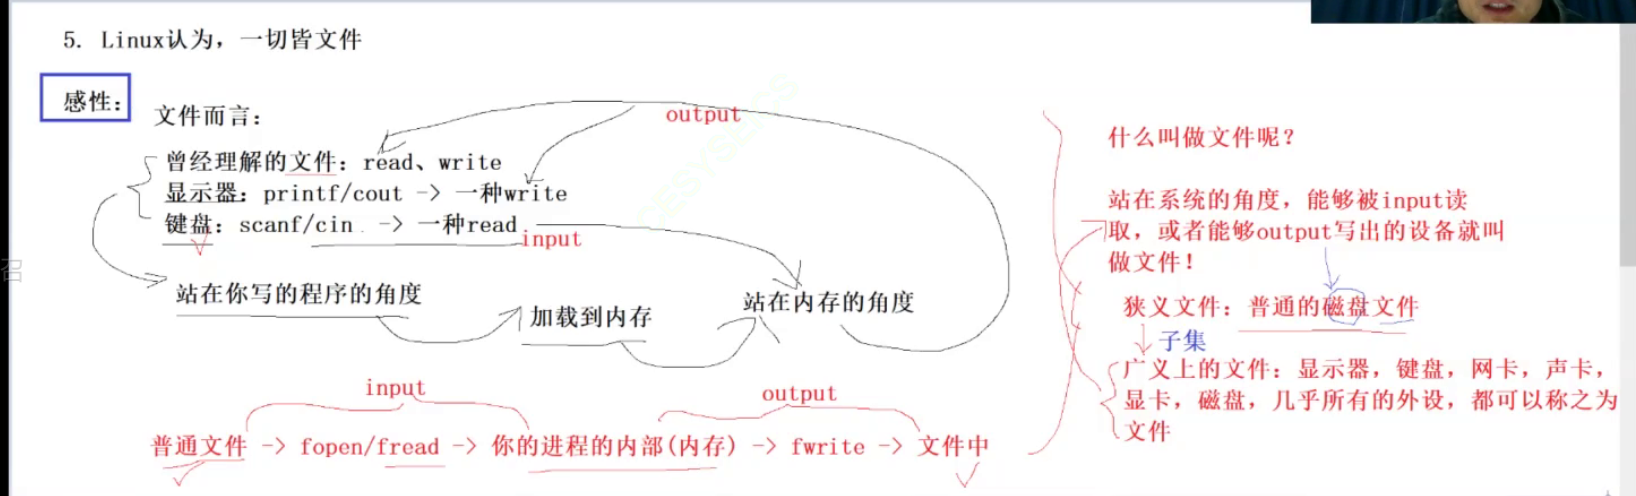 5. Linux认为，一切皆文件
感性：
文件而言：
output
曾经理解的文件：read、write
显示器：printf/cout -> 一种write
键盘：scanf/cin -> 一种read
input
站在你写的程序的角度
加载到内存
站在内存的角度
input
output
普通文件 -> fopen/fread -> 你的进程的内部(内存) -> fwrite -> 文件中
什么叫做文件呢？
站在系统的角度，能够被input读
取，或者能够output写出的设备就叫
做文件！
狭义文件：普通的磁盘文件
子集
广义上的文件：显示器，键盘，网卡，声卡，
显卡，磁盘，几乎所有的外设，都可以称之为
文件
召